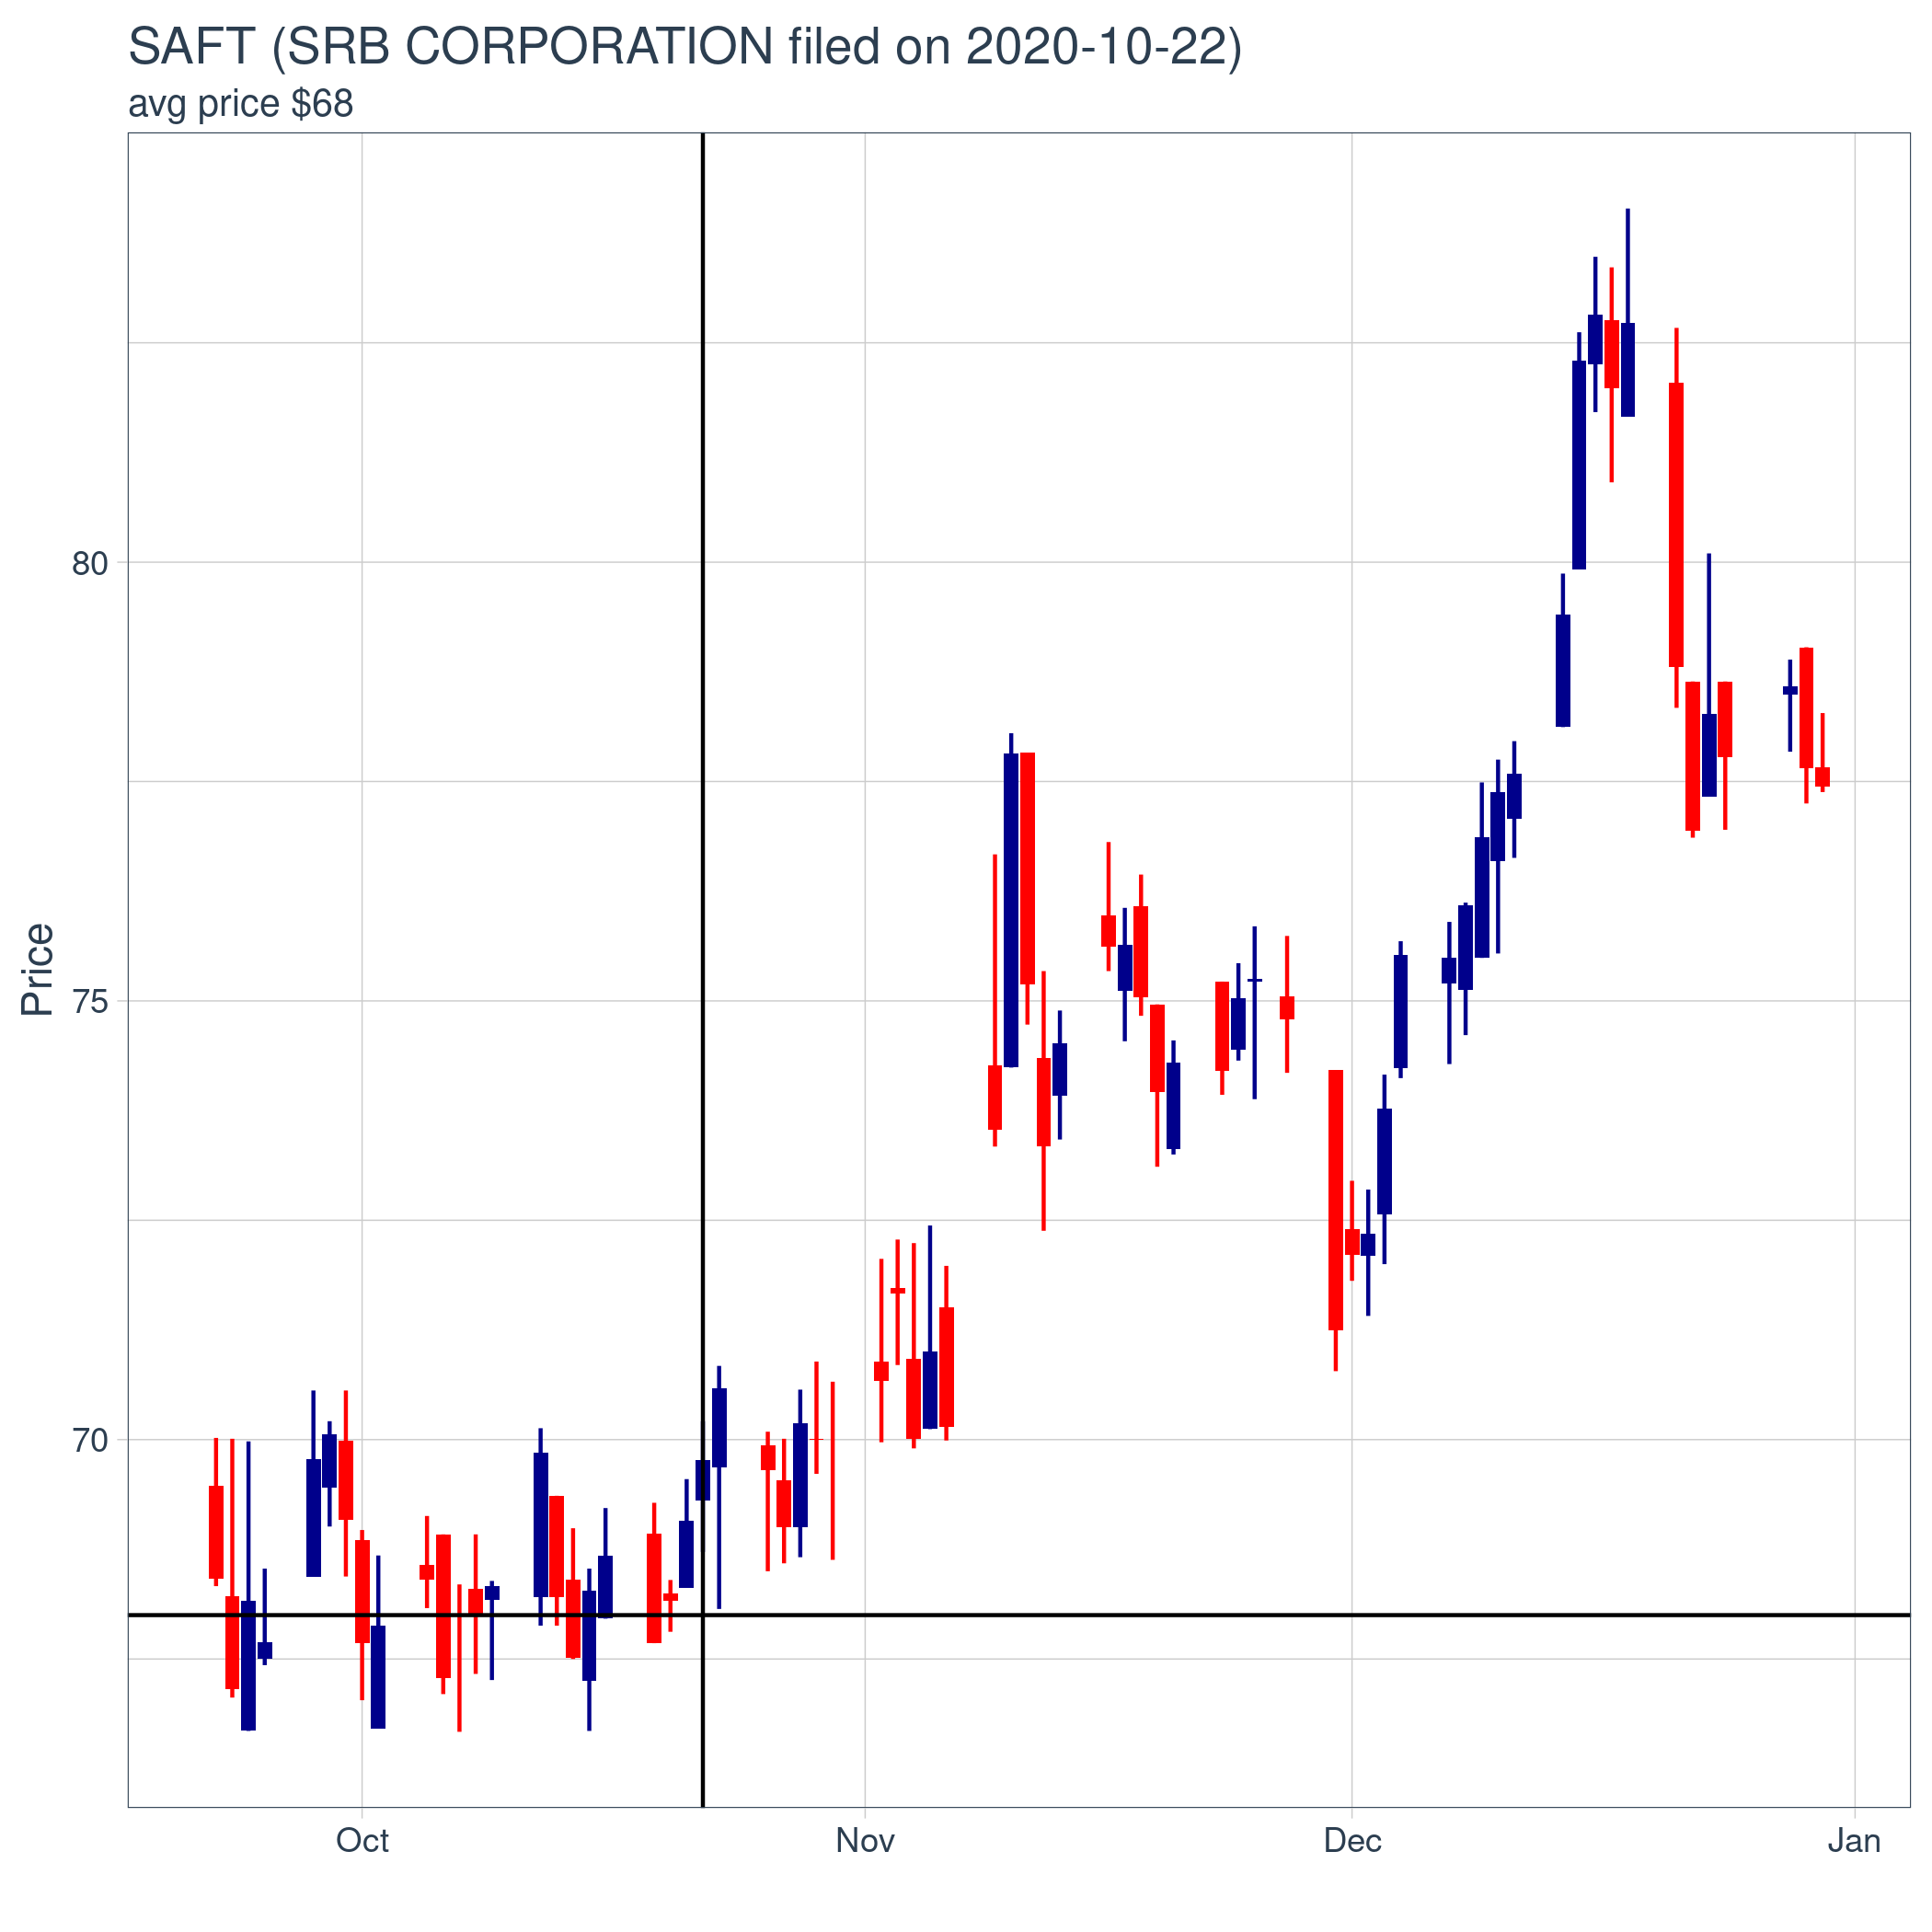 SAFT (SRB CORPORATION filed on 2020-10-22)
avg price $68
80
75
70
Price
Oct Nov Dec Jan